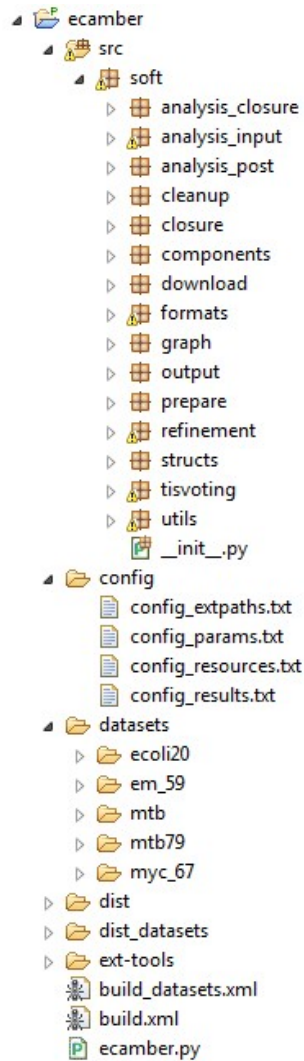 ecamber
src
soft
analysis_closure
analysis_input
analysis_post
cleanup
closure
components
download
formats
graph
output
prepare
refinement
structs
tisvoting
utils
__init__.py
config
config_extpaths.txt
config_params.txt
config_resources.txt
config_results.txt
datasets
ecoli20
em_59
mtb
mtb79
myc_67
dist
dist_datasets
ext-tools
build_datasets.xml
build.xml
ecamber.py